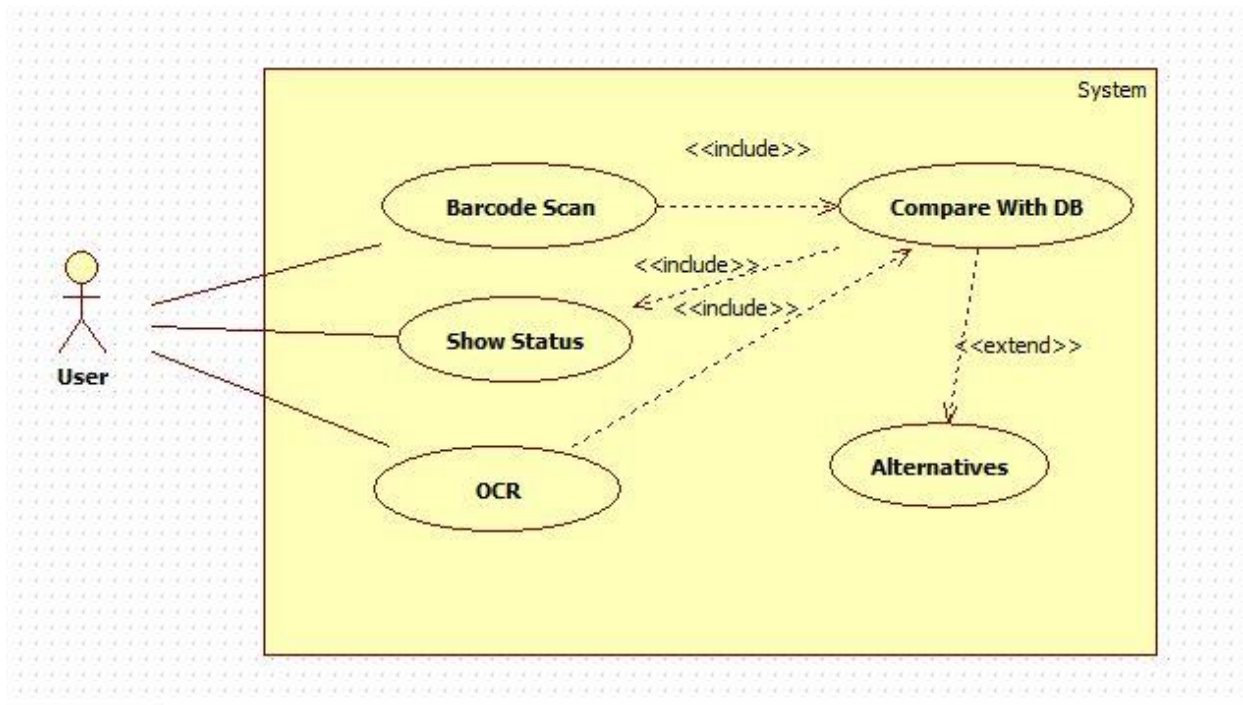 System
<<include>>
Barcode Scan
Compare With DB
<<include>>
<<include>>
Show Status
<<extend>>
User
Alternatives
OCR